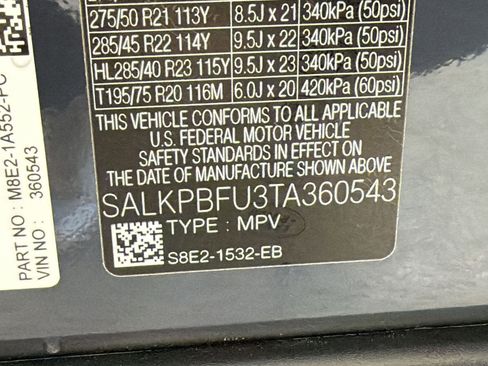 275/50 R21 113Y 8.5J x 21 340kPa (50psi)
285/45 R22 114Y 9.5J x 22 340kPa (50psi)
HL285/40 R23 115Y 9.5J x 23 340kPa (50psi)
T195/75 R20 116M 6.0J x 20 420kPa (60psi)
THIS VEHICLE CONFORMS TO ALL APPLICABLE
U.S. FEDERAL MOTOR VEHICLE
SAFETY STANDARDS IN EFFECT ON THE
DATE OF MANUFACTURE SHOWN ABOVE
SALKPBFU3TA360543
TYPE : MPV
S8E2-1532-EB
PART NO : M8E2-1A552-PC
VIN NO : 360543